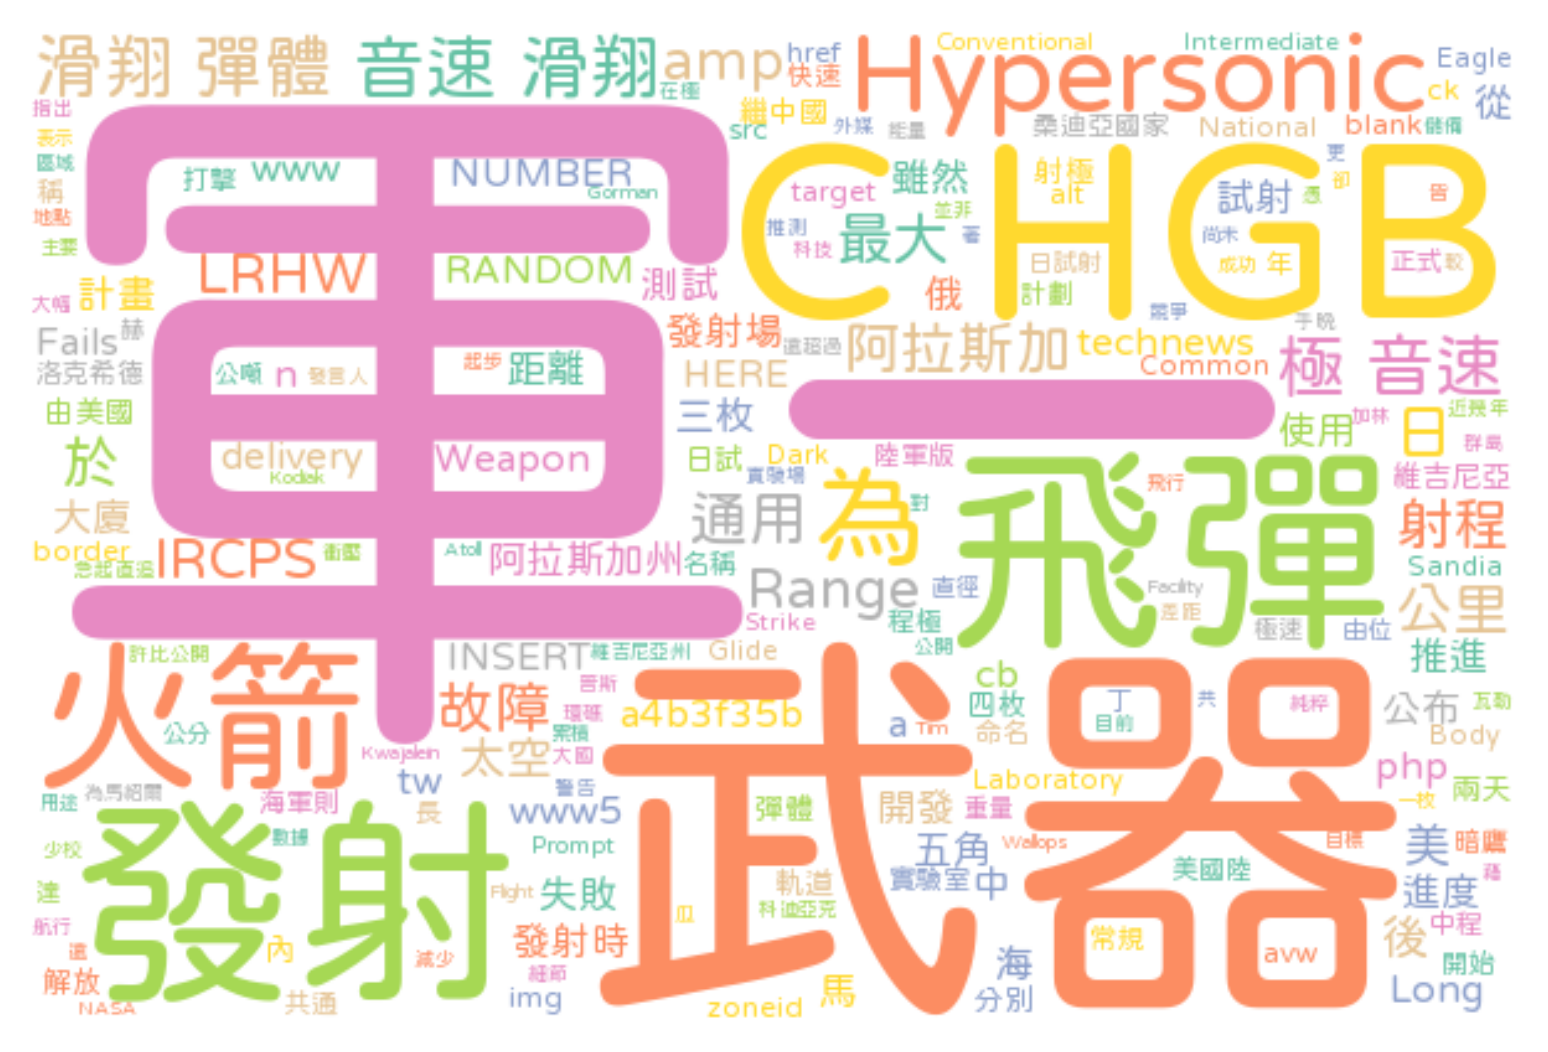 滑翔 彈體 音速 滑翔 amp href Hypersonic
Conventional Intermediate Eagle
快速 在極 ck 從
指出 繼中國 src 外媒 能量 桑迪亞國家 National blank 儲備
表示
區域 打擊 www NUMBER Gorman CHGB
稱 target 雖然 射極 alt 更 卻 試射 憑 皆
地點 推測 並非 最大 著 尚未
主要 科技 日試射 成功 年 正式 較
軍 LRHW RANDOM 測試
大幅 計畫 俄 計劃 競爭
Fails 赫 發射場 遠超過 阿拉斯加 technews 于晚 極 音速
洛克希德 公噸 n 發言人 起步 距離 HERE Common
由美國 三枚 一 使用 加林 日 近幾年
於 delivery Kodiak Weapon 日試 Dark 陸軍版 群島
實驗場 飛行 維吉尼亞
大廈 通用 為 對 飛彈 射程
border 急起直追 IRCPS 衝壓 Atoll 阿拉斯加州 名稱 Sandia
Range 直徑 Facility 差距 公里
Strike 程極 極速 由位
火箭 許比公開 INSERT 維吉尼亞州 Glide 公開 推進
普斯 cb
故障 環礁 a4b3f35b 四枚 丁 目前 共 純粹 公布 瓦勒
公分 累積 a Tim 命名 Body
Kwajalein 太空 大國 武器
用途 為馬紹爾 海軍則 tw 警告 Laboratory php 兩天
長 www5 彈體 開發 重量 一枚
發射 數據 Prompt 五角 Wallops 目標 美 暗鷹
少校 軌道 實驗室 中 美國陸 進度 藉
達 Flight 失敗 科迪亞克
航行 瓜 常規 後 中程
還 內 減少 發射時 avw
解放 經節 海 開始
NASA 共通 img zoneid 馬 分別 Long